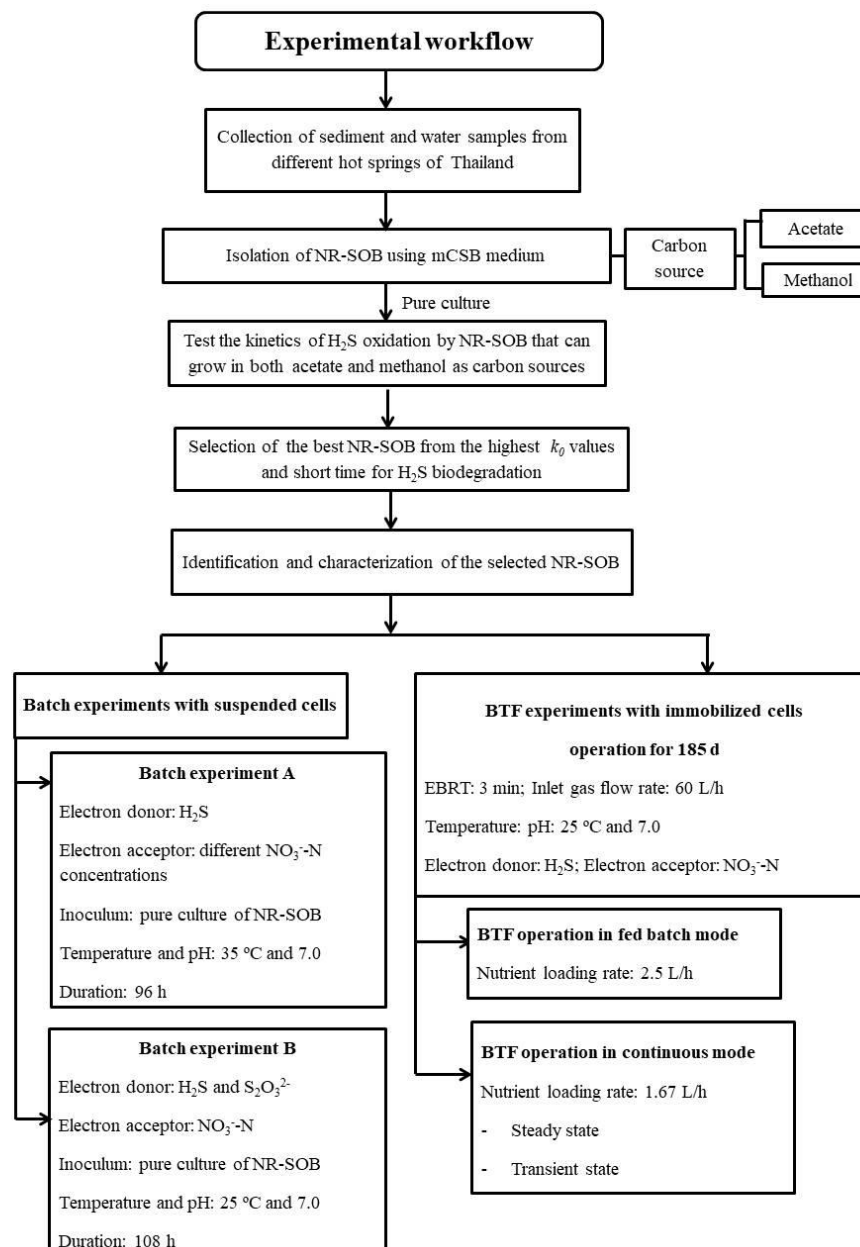 Experimental workflow
Collection of sediment and water samples from
different hot springs of Thailand
Isolation of NR-SOB using mCSB medium
Carbon
source
Acetate
Methanol
Pure culture
Test the kinetics of H₂S oxidation by NR-SOB that can
grow in both acetate and methanol as carbon sources
Selection of the best NR-SOB from the highest k₀ values
and short time for H₂S biodegradation
Identification and characterization of the selected NR-SOB
Batch experiments with suspended cells
Batch experiment A
Electron donor: H₂S
Electron acceptor: different NO₃⁻-N
concentrations
Inoculum: pure culture of NR-SOB
Temperature and pH: 35 ºC and 7.0
Duration: 96 h
Batch experiment B
Electron donor: H₂S and S₂O₃²⁻
Electron acceptor: NO₃⁻-N
Inoculum: pure culture of NR-SOB
Temperature and pH: 25 ºC and 7.0
Duration: 108 h
BTF experiments with immobilized cells
operation for 185 d
EBRT: 3 min; Inlet gas flow rate: 60 L/h
Temperature: pH: 25 ºC and 7.0
Electron donor: H₂S; Electron acceptor: NO₃⁻-N
BTF operation in fed batch mode
Nutrient loading rate: 2.5 L/h
BTF operation in continuous mode
Nutrient loading rate: 1.67 L/h
- Steady state
- Transient state